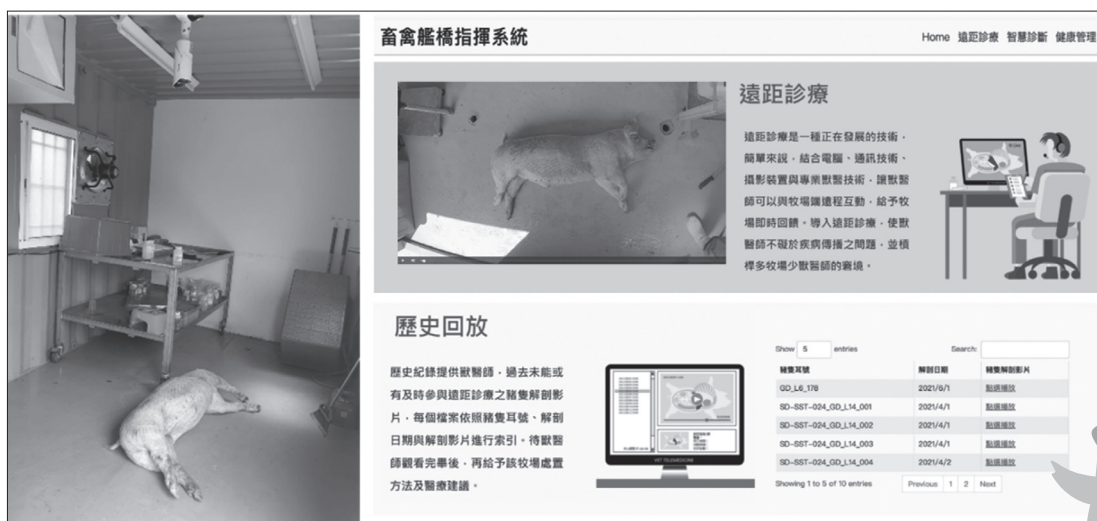 畜禽艦橋指揮系統
Home 遠距診療 智慧診斷 健康管理
遠距診療
遠距診療是一種正在發展的技術，
簡單來說，結合電腦、通訊技術、
攝影裝置與專業獸醫技術，讓獸醫
師可以與牧場端遠程互動，給予牧
場即時回饋。導入遠距診療，使獸
醫師不礙於疾病傳播之問題，並槓
桿多牧場少獸醫師的窘境。
歷史回放
歷史紀錄提供獸醫師，過去未能或
有及時參與遠距診療之豬隻解剖影
片，每個檔案依照豬隻耳號、解剖
日期與解剖影片進行索引。待獸醫
師觀看完畢後，再給予該牧場處置
方法及醫療建議。
VET TELEMEDICINE
Show 5 entries Search:
豬隻耳號 解剖日期 豬隻解剖影片
GD_L6_178 2021/6/1 點選播放
SD-SST-024_GD_L14_001 2021/4/1 點選播放
SD-SST-024_GD_L14_002 2021/4/1 點選播放
SD-SST-024_GD_L14_003 2021/4/1 點選播放
SD-SST-024_GD_L14_004 2021/4/2 點選播放
Showing 1 to 5 of 10 entries Previous 1 2 Next